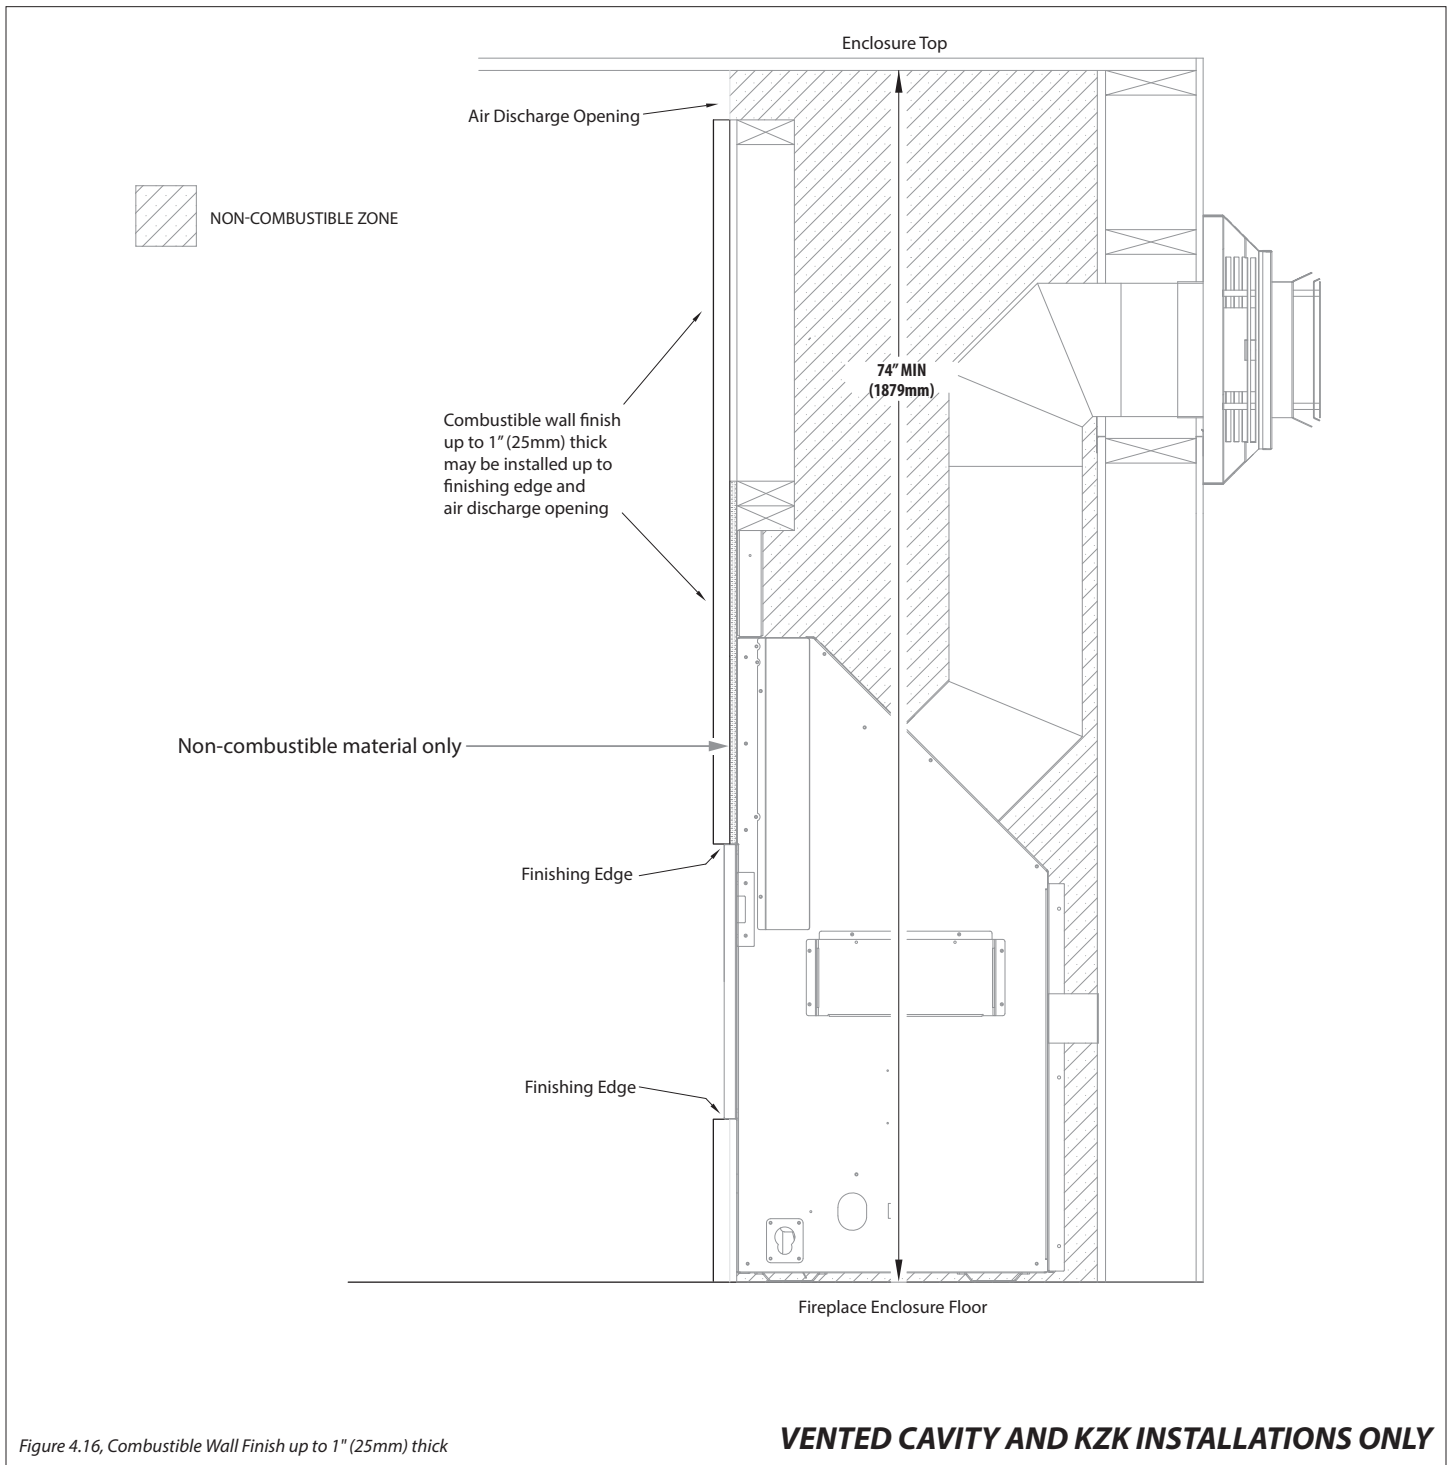 Enclosure Top
Air Discharge Opening
NON-COMBUSTIBLE ZONE
74" MIN
(1879mm)
Combustible wall finish
up to 1" (25mm) thick
may be installed up to
finishing edge and
air discharge opening
Non-combustible material only
Finishing Edge
Finishing Edge
Fireplace Enclosure Floor
Figure 4.16, Combustible Wall Finish up to 1" (25mm) thick
VENTED CAVITY AND KZK INSTALLATIONS ONLY